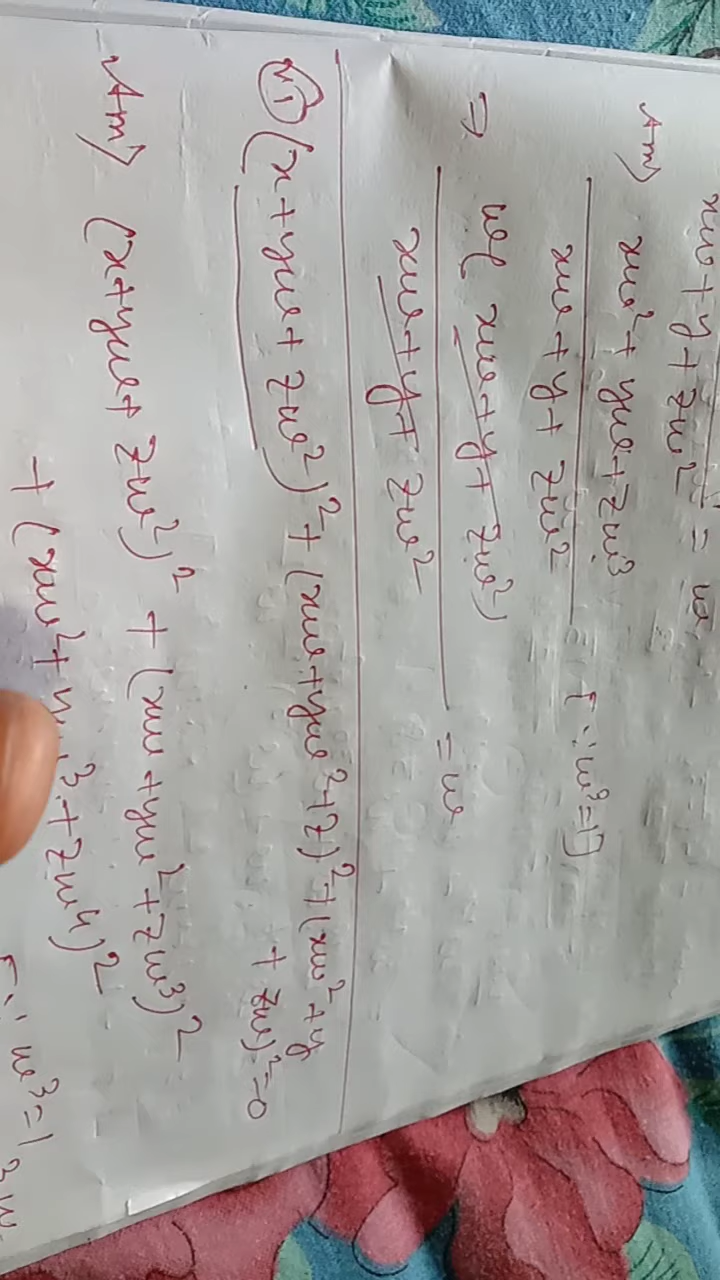 xω + y + zω² = ω
Ans) xω² + yω + zω³
xω + y + zω² [∵ ω³ = 1]
⇒ ω( xω + y + zω² )
xω + y + zω² = ω
vi) (x + yω + zω²)² + (xω + yω² + z)² + (xω² + y
+ zω)² = 0
Ans) (x + yω + zω²)² + (xω + yω² + zω³)²
+ (xω² + ³ + zω⁴)²
[∵ ω³ = 1